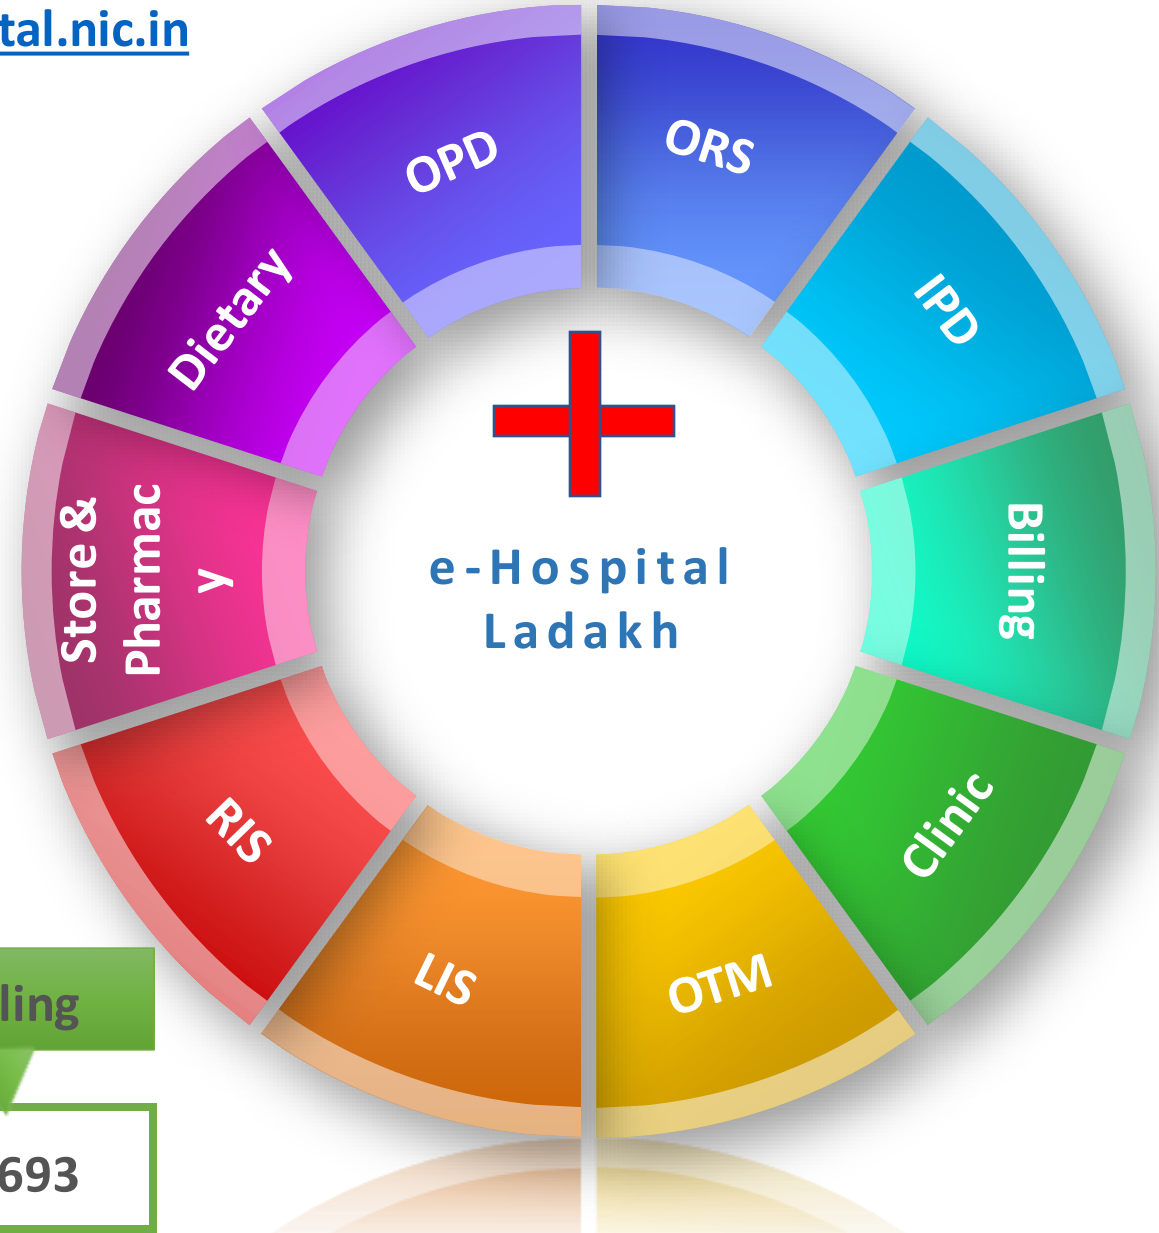 tal.nic.in
OPD
ORS
IPD
Billing
Clinic
OTM
LIS
RIS
Store &
Pharmac
y
Dietary
e-Hospital
Ladakh
ling
693